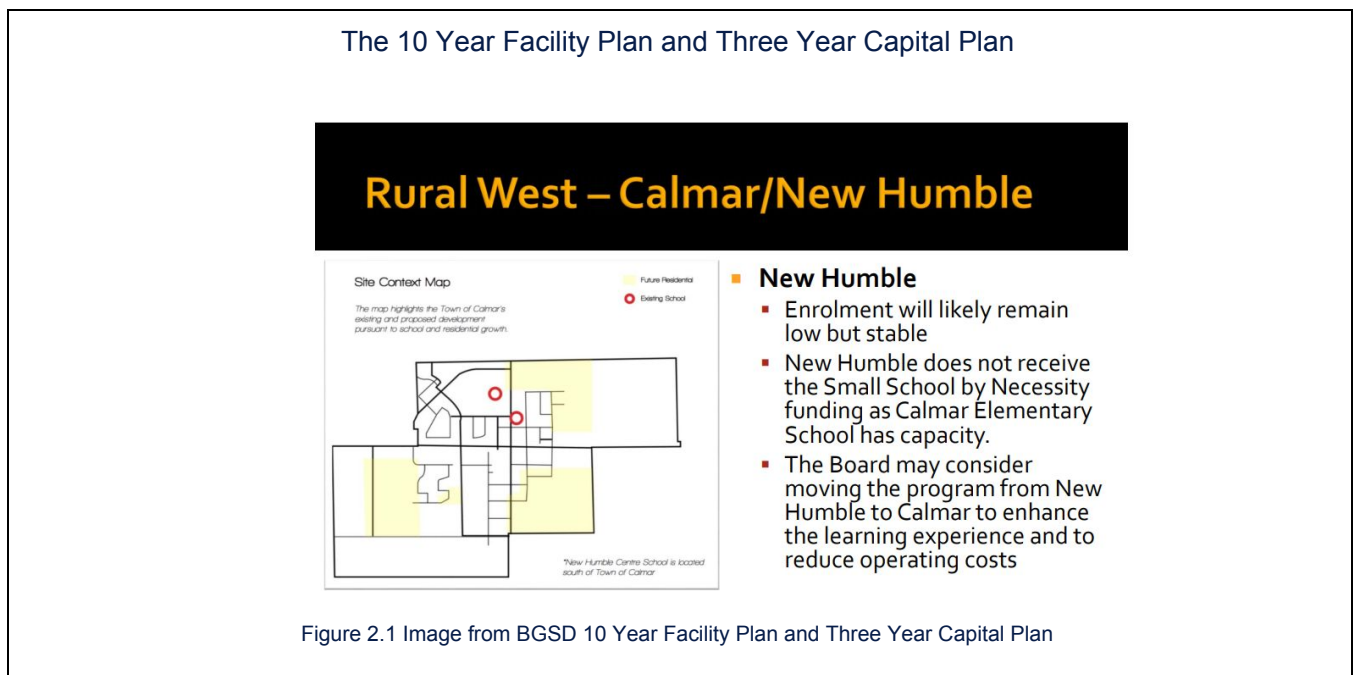 The 10 Year Facility Plan and Three Year Capital Plan
Rural West – Calmar/New Humble
Site Context Map
The map highlights the Town of Calmar's
existing and proposed development
pursuant to school and residential growth.
Future Residential
Existing School
*New Humble Centre School is located
south of Town of Calmar
New Humble
Enrolment will likely remain
low but stable
New Humble does not receive
the Small School by Necessity
funding as Calmar Elementary
School has capacity.
The Board may consider
moving the program from New
Humble to Calmar to enhance
the learning experience and to
reduce operating costs
Figure 2.1 Image from BGSD 10 Year Facility Plan and Three Year Capital Plan